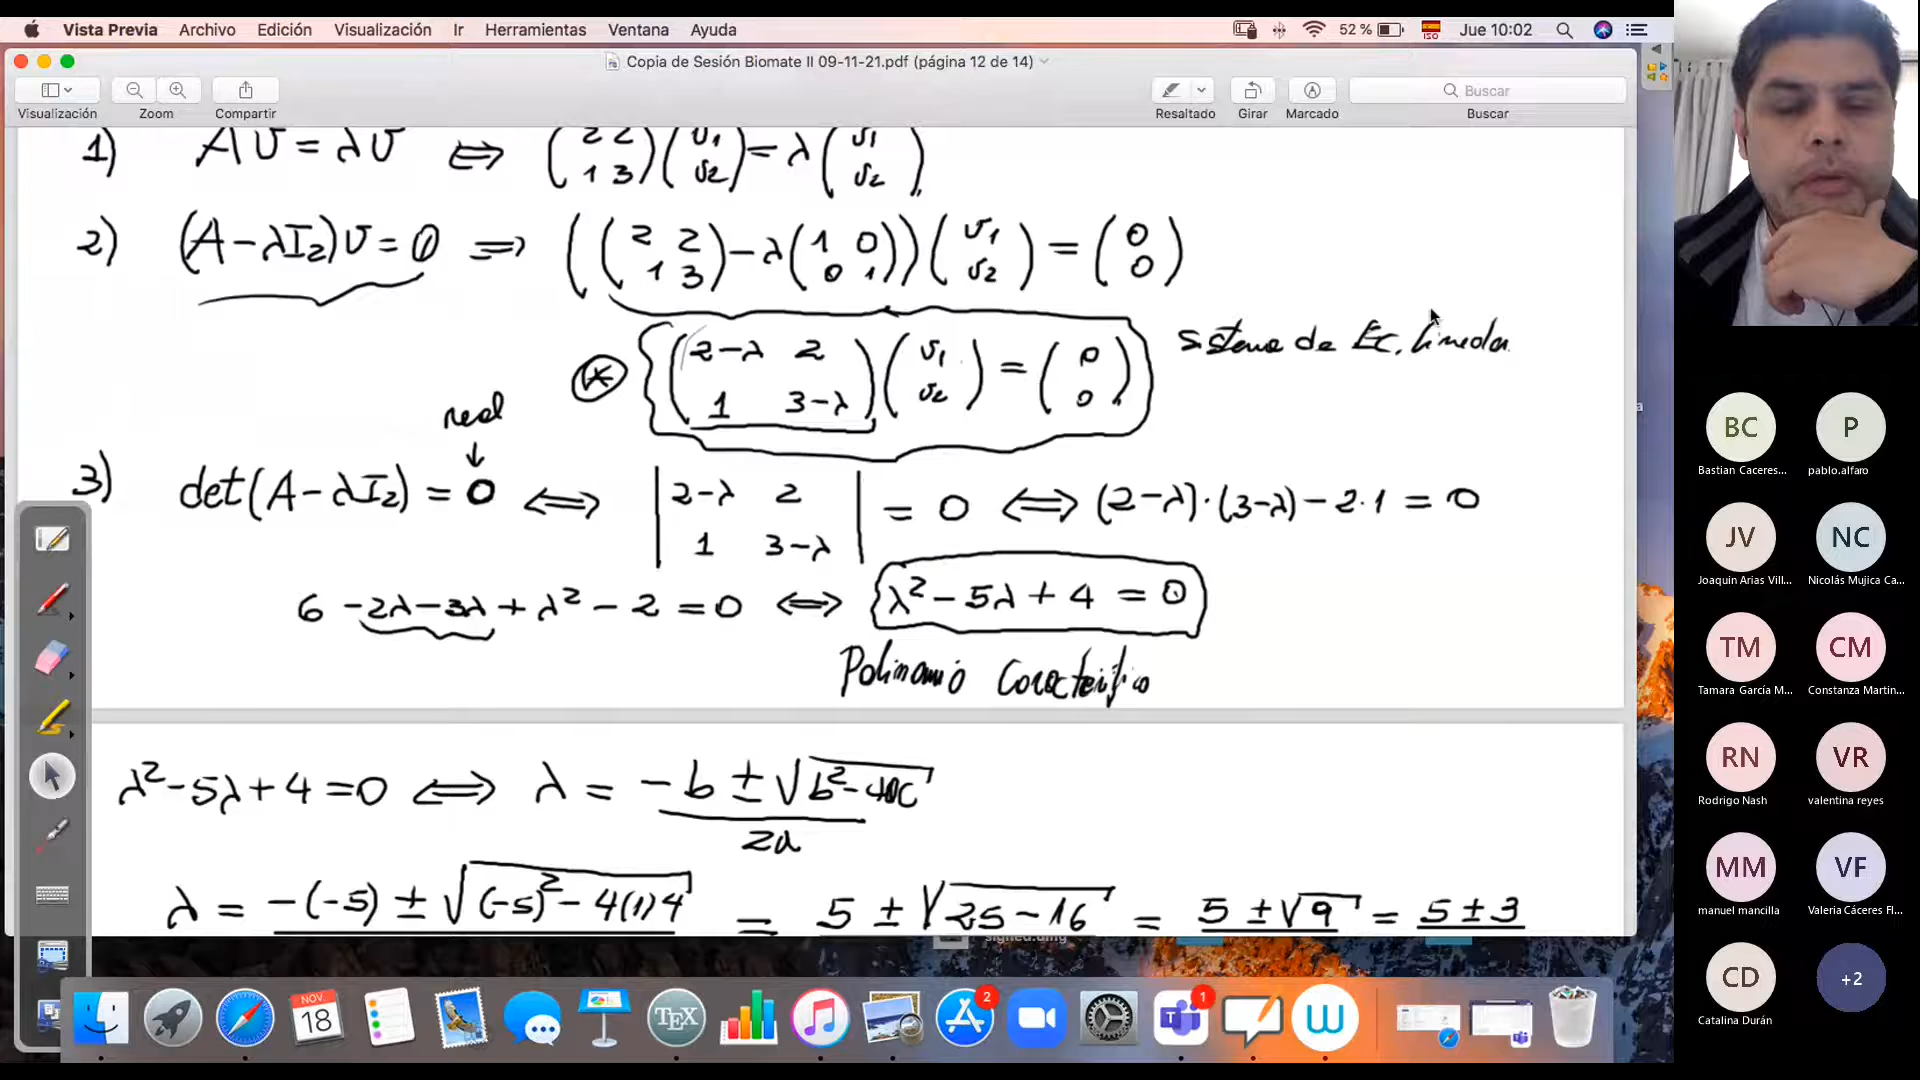 Vista Previa Archivo Edición Visualización Ir Herramientas Ventana Ayuda 52 % ISO Jue 10:02
Copia de Sesión Biomate II 09-11-21.pdf (página 12 de 14)
Visualización Zoom Compartir Resaltado Girar Marcado Buscar
Buscar
1) AV = λV ⟺ (2 2 / 1 3)(v1 / v2) = λ(v1 / v2)
2) (A-λI2)V = 0 ⟹ ((2 2 / 1 3) - λ(1 0 / 0 1))(v1 / v2) = (0 / 0)
* (2-λ 2 / 1 3-λ)(v1 / v2) = (0 / 0) sistema de Ec. lineales
real
↓
3) det(A-λI2) = 0 ⟺ |2-λ 2 / 1 3-λ| = 0 ⟺ (2-λ)·(3-λ) - 2·1 = 0
6 -2λ-3λ + λ² - 2 = 0 ⟺ λ² - 5λ + 4 = 0
Polinomio Característico
λ²-5λ+4=0 ⟺ λ = -b ± √b²-4ac / 2a
λ = -(-5) ± √(-5)² - 4(1)4 = 5 ± √25-16 = 5 ± √9 = 5 ± 3
BC P
Bastian Caceres... pablo.alfaro
JV NC
Joaquin Arias Vill... Nicolás Mujica Ca...
TM CM
Tamara García M... Constanza Martin...
RN VR
Rodrigo Nash valentina reyes
MM VF
manuel mancilla Valeria Cáceres Fl...
CD +2
Catalina Durán
NOV
18
TEX
2
1